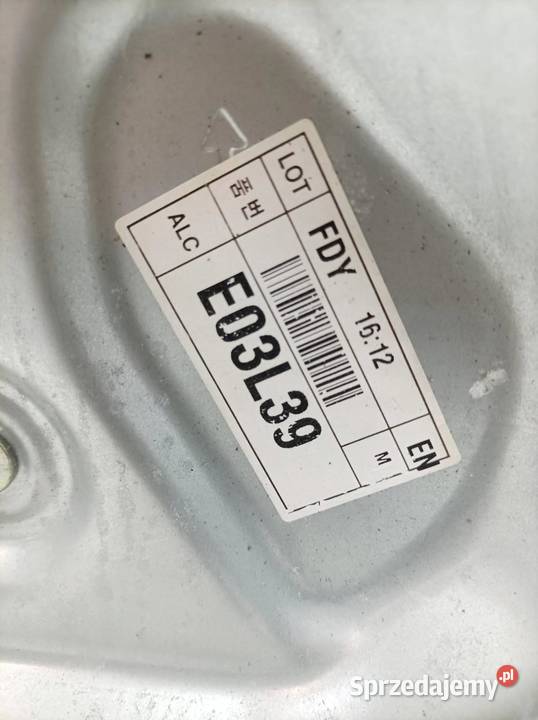 LOT FDY 16:12 EN
품번 M
ALC E03L39
Sprzedajemy.pl